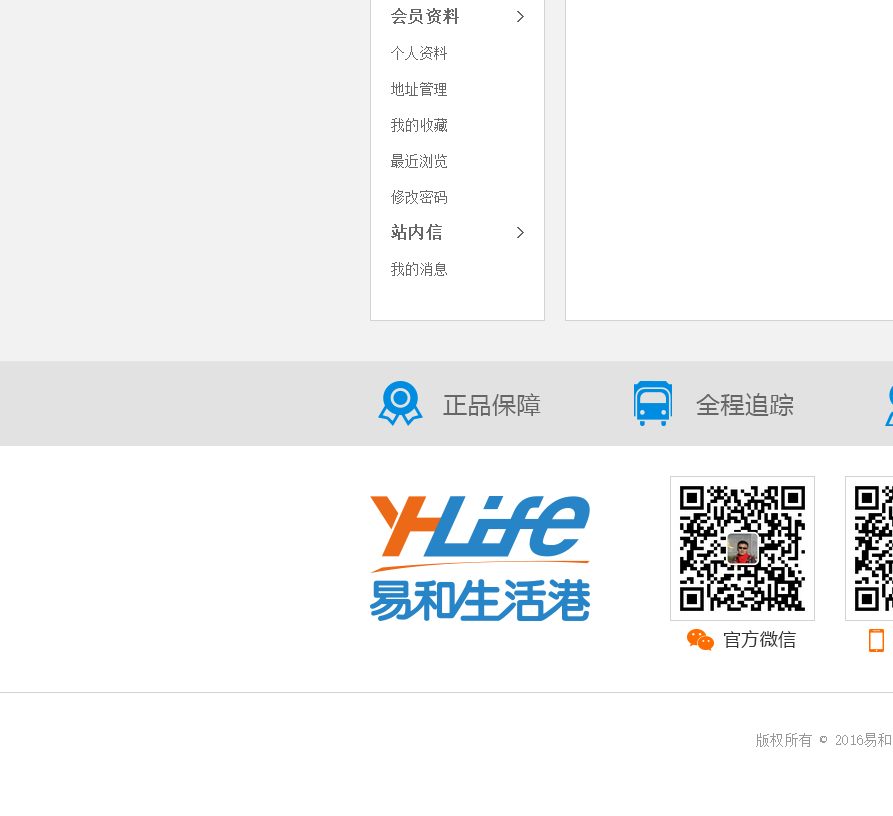 会员资料
个人资料
地址管理
我的收藏
最近浏览
修改密码
站内信
我的消息
正品保障
全程追踪
YHLife
易和生活港
官方微信
版权所有 © 2016易和